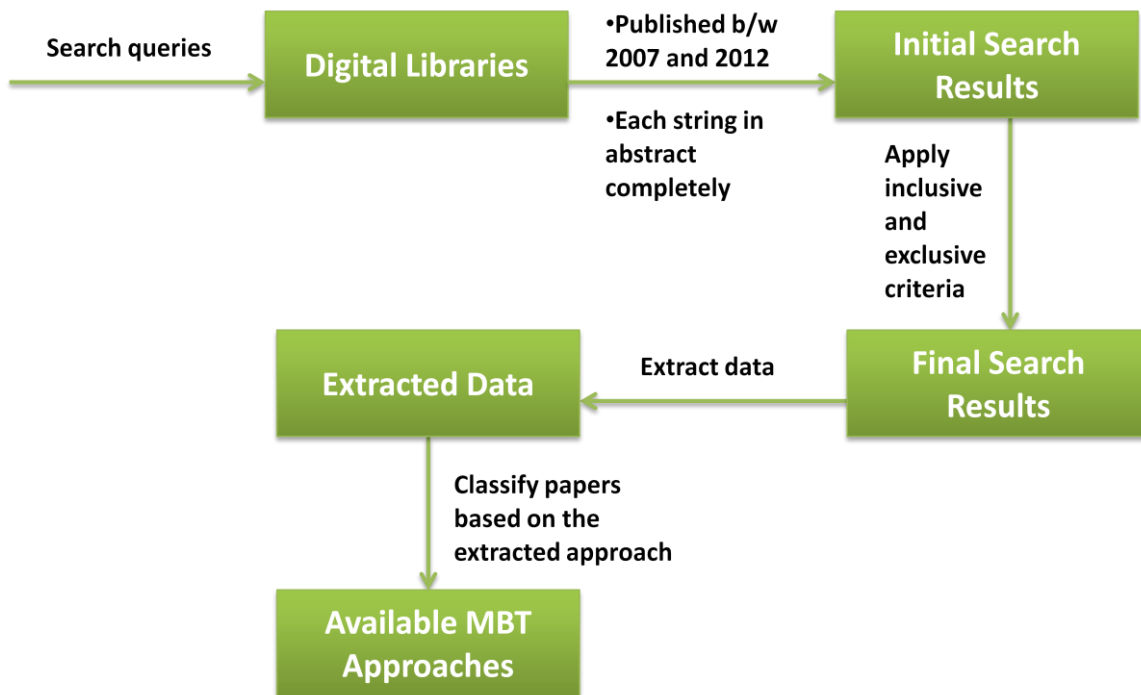 Search queries
Digital Libraries
•Published b/w
2007 and 2012
•Each string in
abstract
completely
Initial Search
Results
Apply
inclusive
and
exclusive
criteria
Final Search
Results
Extract data
Extracted Data
Classify papers
based on the
extracted approach
Available MBT
Approaches